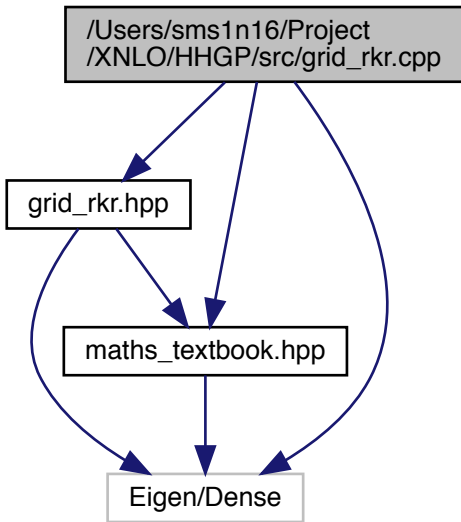 /Users/sms1n16/Project
/XNLO/HHGP/src/grid_rkr.cpp
grid_rkr.hpp
maths_textbook.hpp
Eigen/Dense